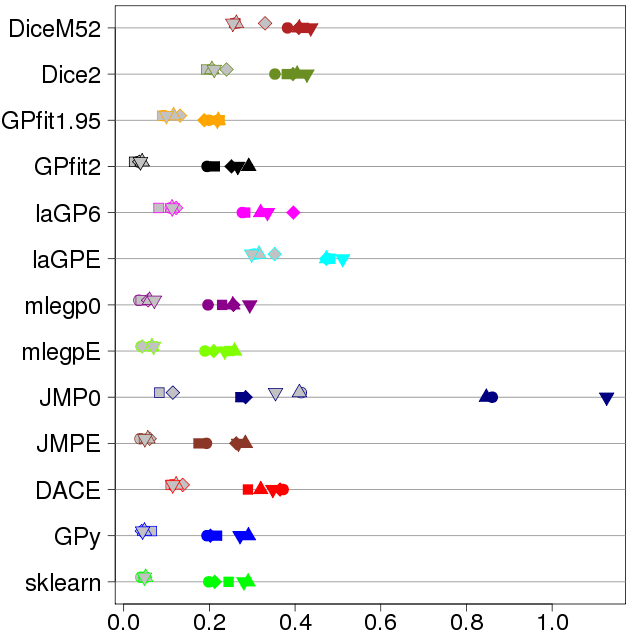 DiceM52
Dice2
GPfit1.95
GPfit2
laGP6
laGPE
mlegp0
mlegpE
JMP0
JMPE
DACE
GPy
sklearn
0.0 0.2 0.4 0.6 0.8 1.0